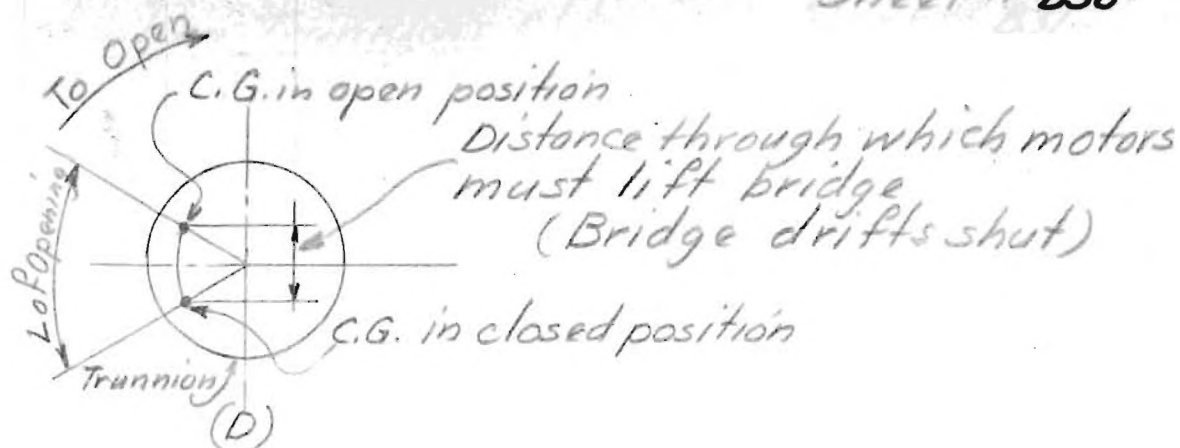 Sheet
To Open
C.G. in open position
Distance through which motors
must lift bridge
(Bridge drifts shut)
∠ of Opening
C.G. in closed position
Trunnion
(D)